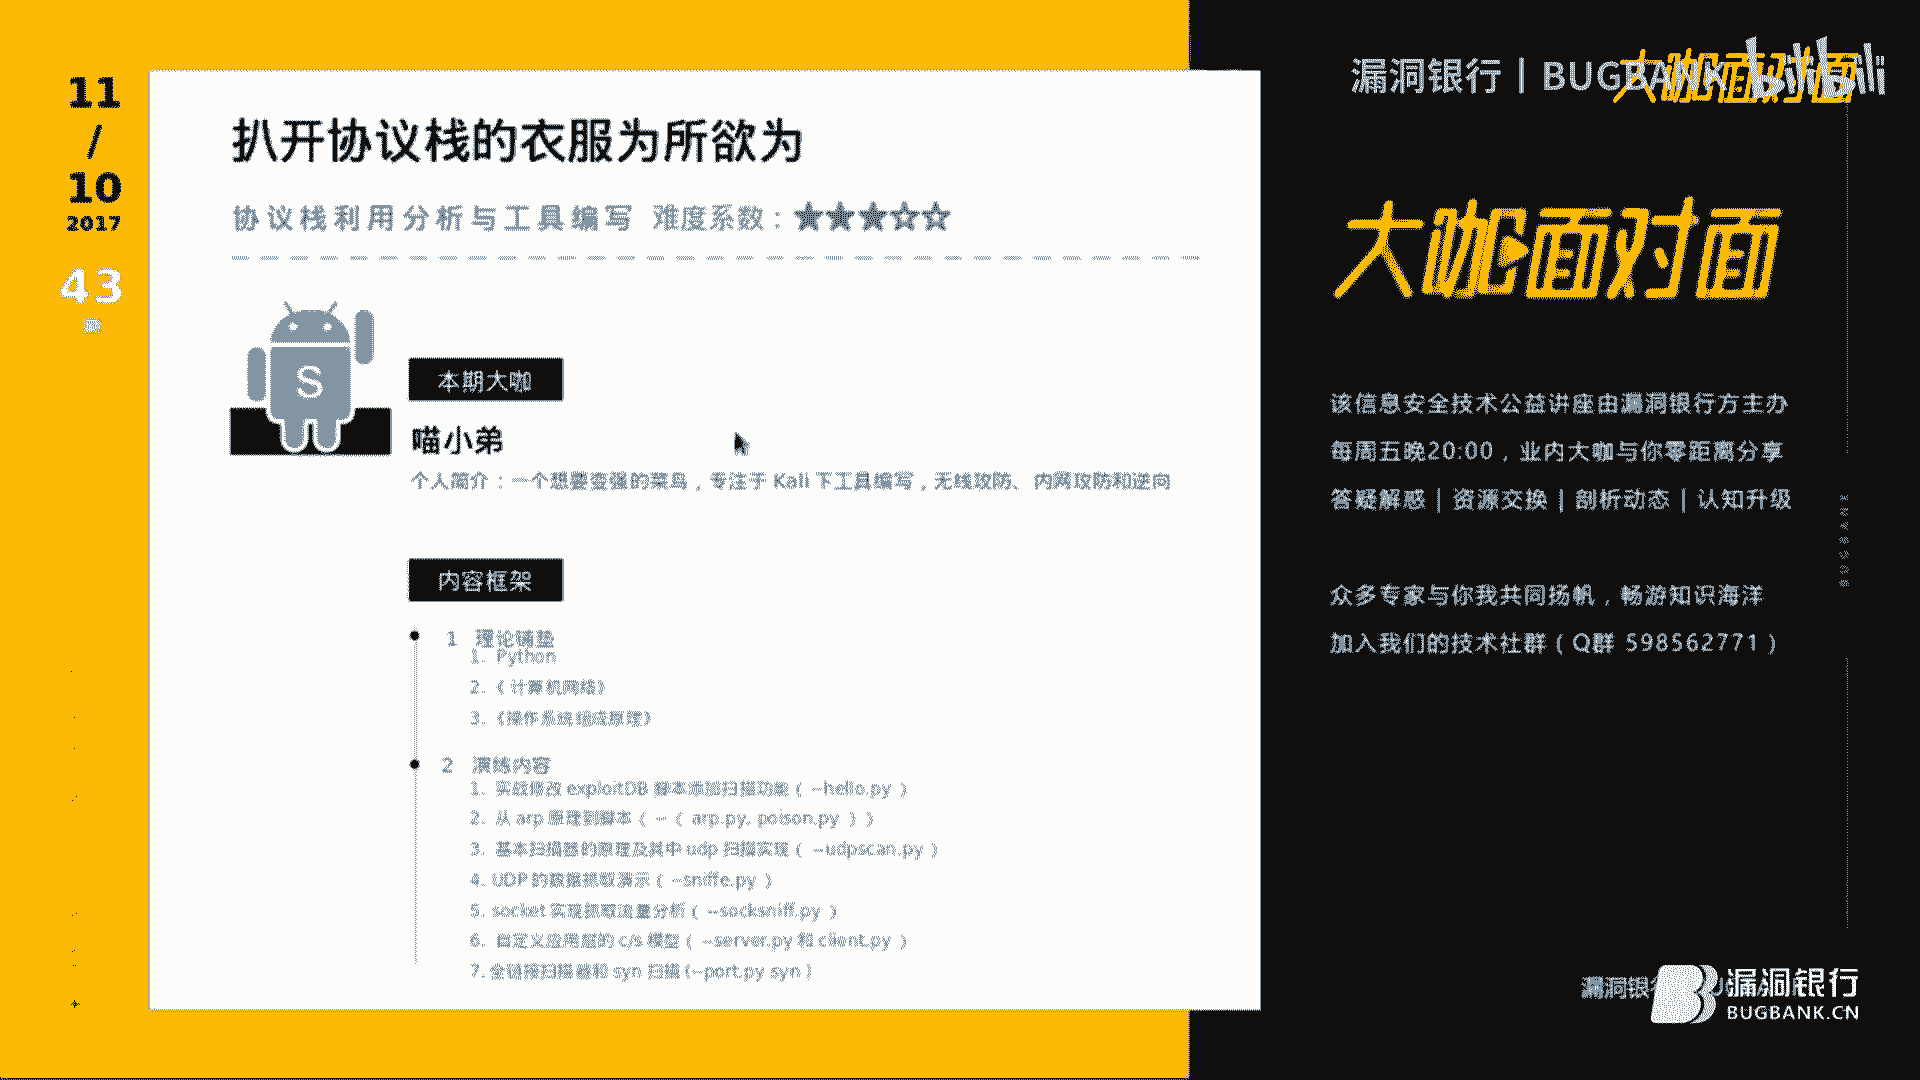 11
/
10
2017
43
扒开协议栈的衣服为所欲为
协议栈利用分析与工具编写 难度系数：★★★☆☆
S
本期大咖
喵小弟
个人简介：一个想要变强的菜鸟，专注于 Kali 下工具编写，无线攻防、内网攻防和逆向
内容框架
1 理论铺垫
1. Python
2.《计算机网络》
3.《操作系统组成原理》
2 演练内容
1. 实战修改 exploitDB 脚本添加扫描功能（ --hello.py ）
2. 从 arp 原理到脚本（ --（ arp.py, poison.py ））
3. 基本扫描器的原理及其中 udp 扫描实现（ --udpscan.py ）
4. UDP 的数据抓取演示（ --sniffe.py ）
5. socket 实现抓取流量分析（ --socksniff.py ）
6. 自定义应用层的 c/s 模型（ --server.py 和 client.py ）
7. 全链接扫描器和 syn 扫描 (--port.py syn )
漏洞银行 | BUGBANK
大咖面对面
bilibili
大咖面对面
该信息安全技术公益讲座由漏洞银行方主办
每周五晚20:00，业内大咖与你零距离分享
答疑解惑 | 资源交换 | 剖析动态 | 认知升级
众多专家与你我共同扬帆，畅游知识海洋
加入我们的技术社群（ Q群 598562771 ）
漏洞银行
BUGBANK.CN